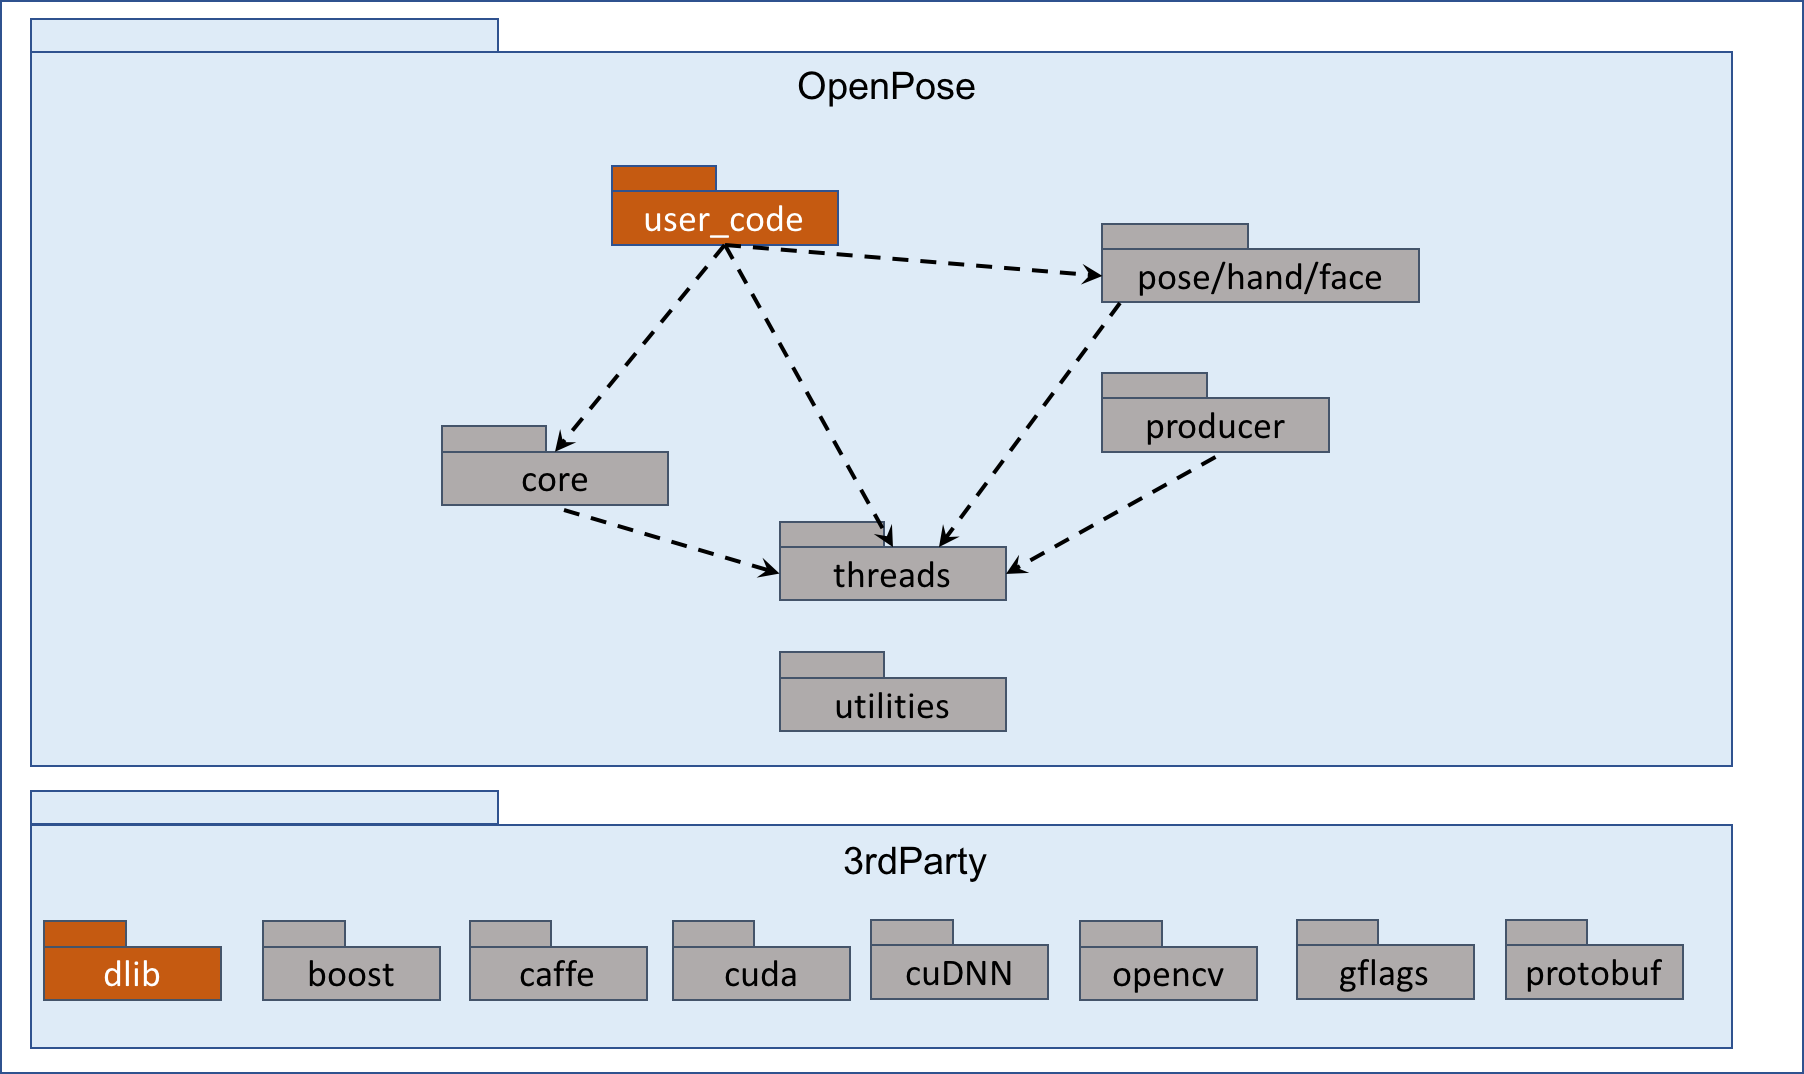 OpenPose
user_code
pose/hand/face
producer
core
threads
utilities
3rdParty
dlib
boost
caffe
cuda
cuDNN
opencv
gflags
protobuf